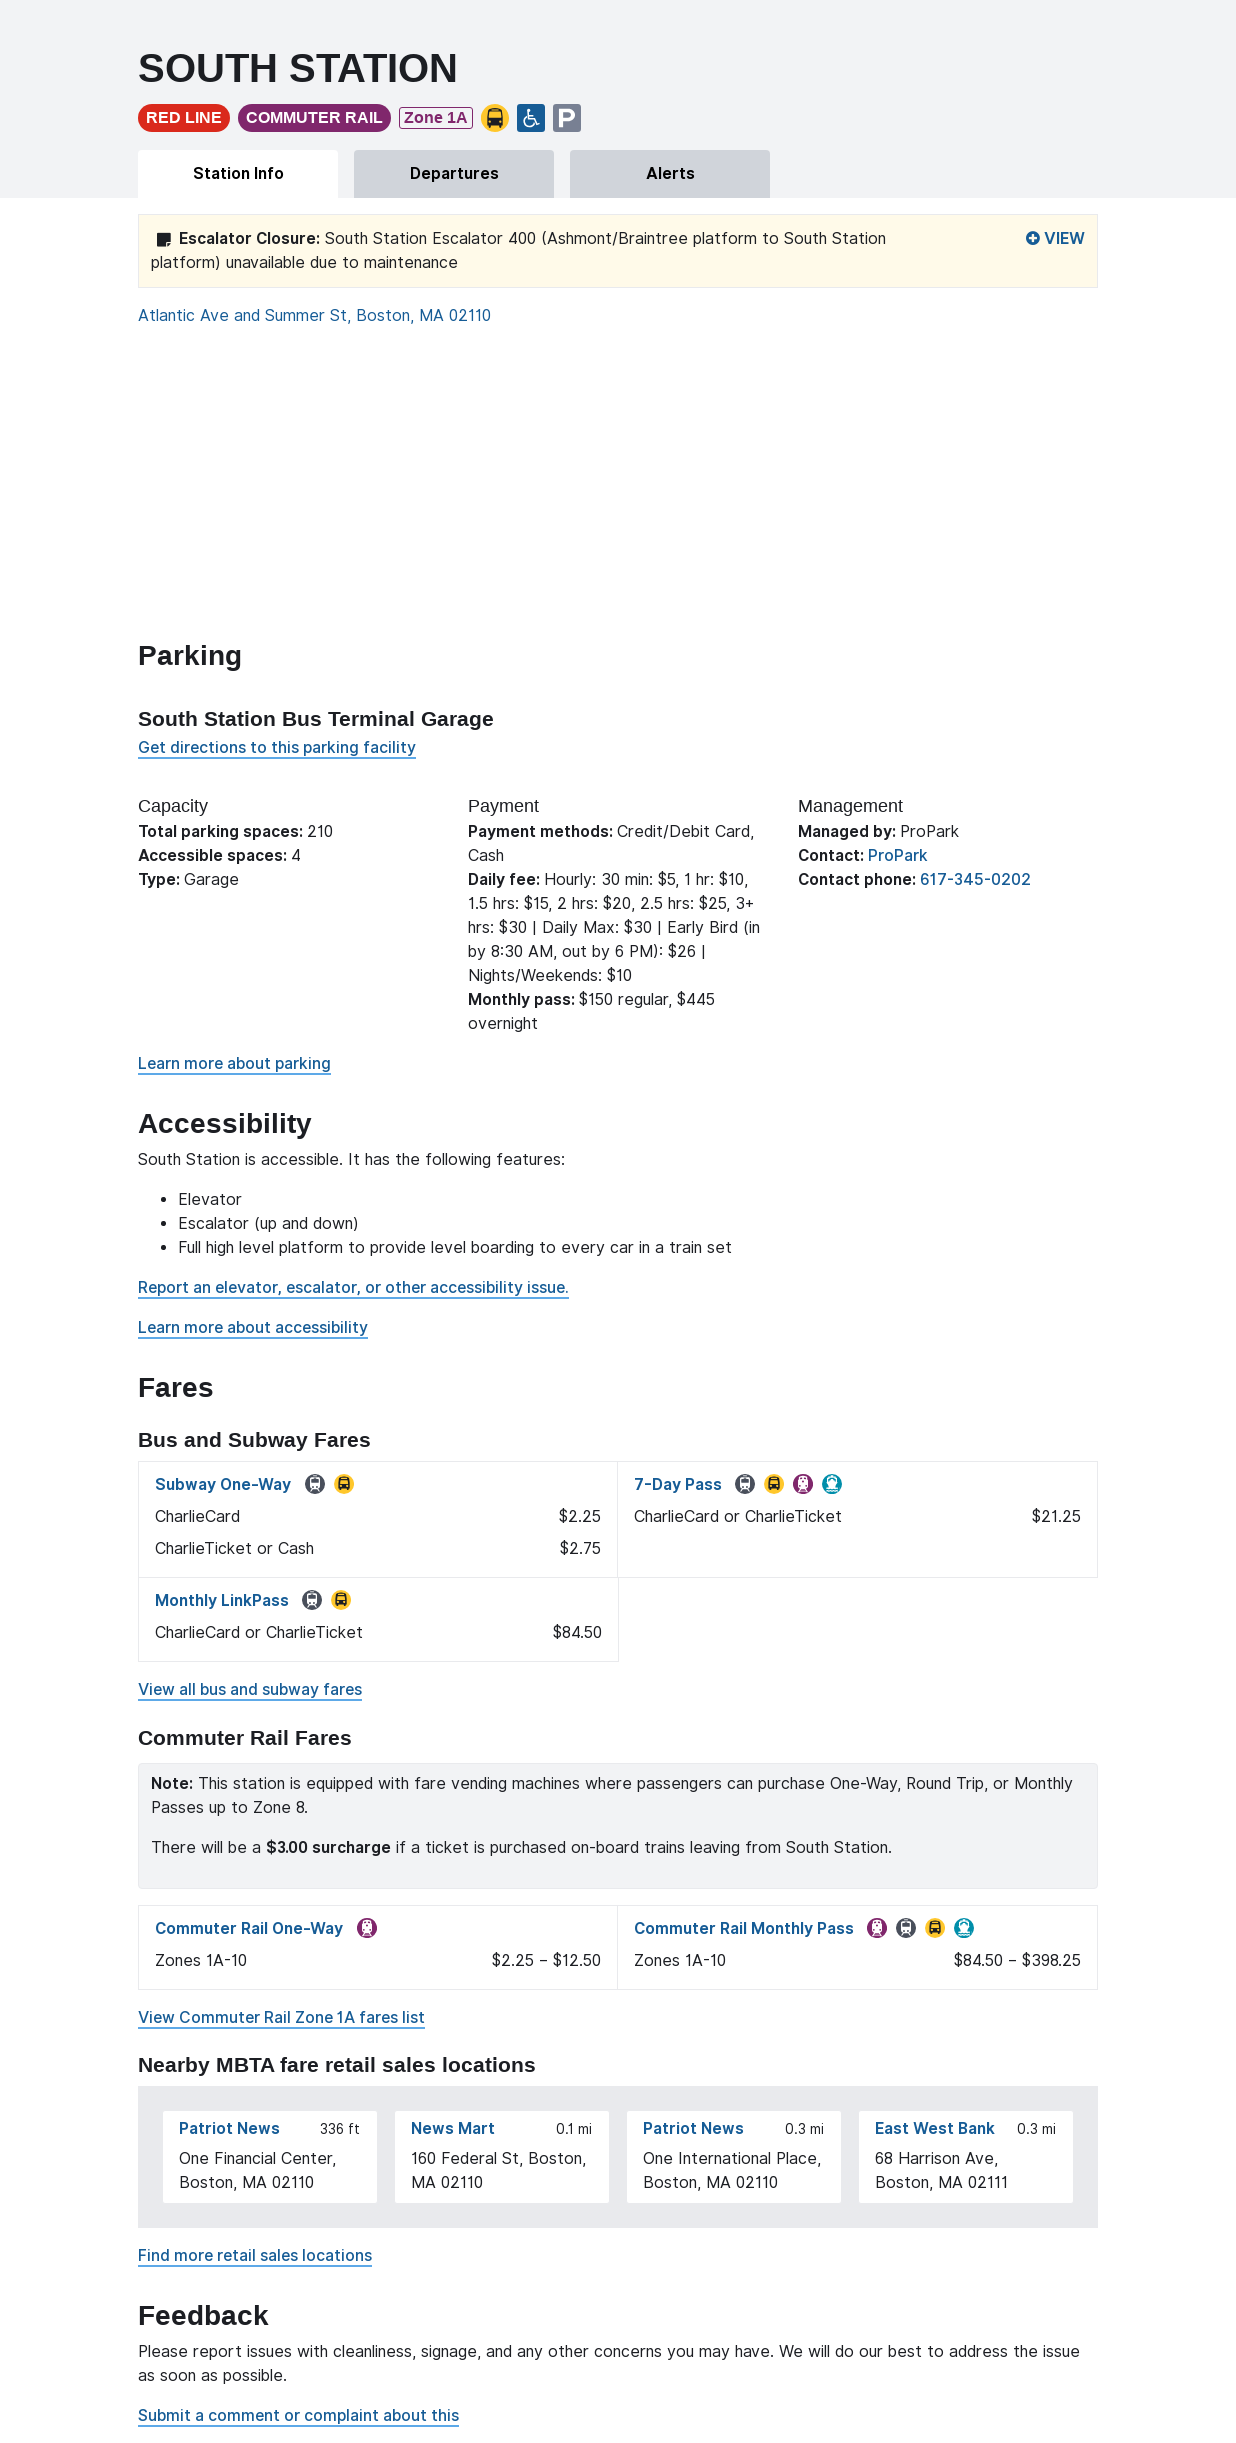 SOUTH STATION
RED LINE COMMUTER RAIL Zone 1A P
Station Info Departures Alerts
Escalator Closure: South Station Escalator 400 (Ashmont/Braintree platform to South Station
platform) unavailable due to maintenance
VIEW
Atlantic Ave and Summer St, Boston, MA 02110
Parking
South Station Bus Terminal Garage
Get directions to this parking facility
Capacity
Total parking spaces: 210
Accessible spaces: 4
Type: Garage
Payment
Payment methods: Credit/Debit Card,
Cash
Daily fee: Hourly: 30 min: $5, 1 hr: $10,
1.5 hrs: $15, 2 hrs: $20, 2.5 hrs: $25, 3+
hrs: $30 | Daily Max: $30 | Early Bird (in
by 8:30 AM, out by 6 PM): $26 |
Nights/Weekends: $10
Monthly pass: $150 regular, $445
overnight
Management
Managed by: ProPark
Contact: ProPark
Contact phone: 617-345-0202
Learn more about parking
Accessibility
South Station is accessible. It has the following features:
• Elevator
• Escalator (up and down)
• Full high level platform to provide level boarding to every car in a train set
Report an elevator, escalator, or other accessibility issue.
Learn more about accessibility
Fares
Bus and Subway Fares
Subway One-Way
CharlieCard $2.25
CharlieTicket or Cash $2.75
7-Day Pass
CharlieCard or CharlieTicket $21.25
Monthly LinkPass
CharlieCard or CharlieTicket $84.50
View all bus and subway fares
Commuter Rail Fares
Note: This station is equipped with fare vending machines where passengers can purchase One-Way, Round Trip, or Monthly
Passes up to Zone 8.
There will be a $3.00 surcharge if a ticket is purchased on-board trains leaving from South Station.
Commuter Rail One-Way
Zones 1A-10 $2.25 – $12.50
Commuter Rail Monthly Pass
Zones 1A-10 $84.50 – $398.25
View Commuter Rail Zone 1A fares list
Nearby MBTA fare retail sales locations
Patriot News 336 ft
One Financial Center,
Boston, MA 02110
News Mart 0.1 mi
160 Federal St, Boston,
MA 02110
Patriot News 0.3 mi
One International Place,
Boston, MA 02110
East West Bank 0.3 mi
68 Harrison Ave,
Boston, MA 02111
Find more retail sales locations
Feedback
Please report issues with cleanliness, signage, and any other concerns you may have. We will do our best to address the issue
as soon as possible.
Submit a comment or complaint about this